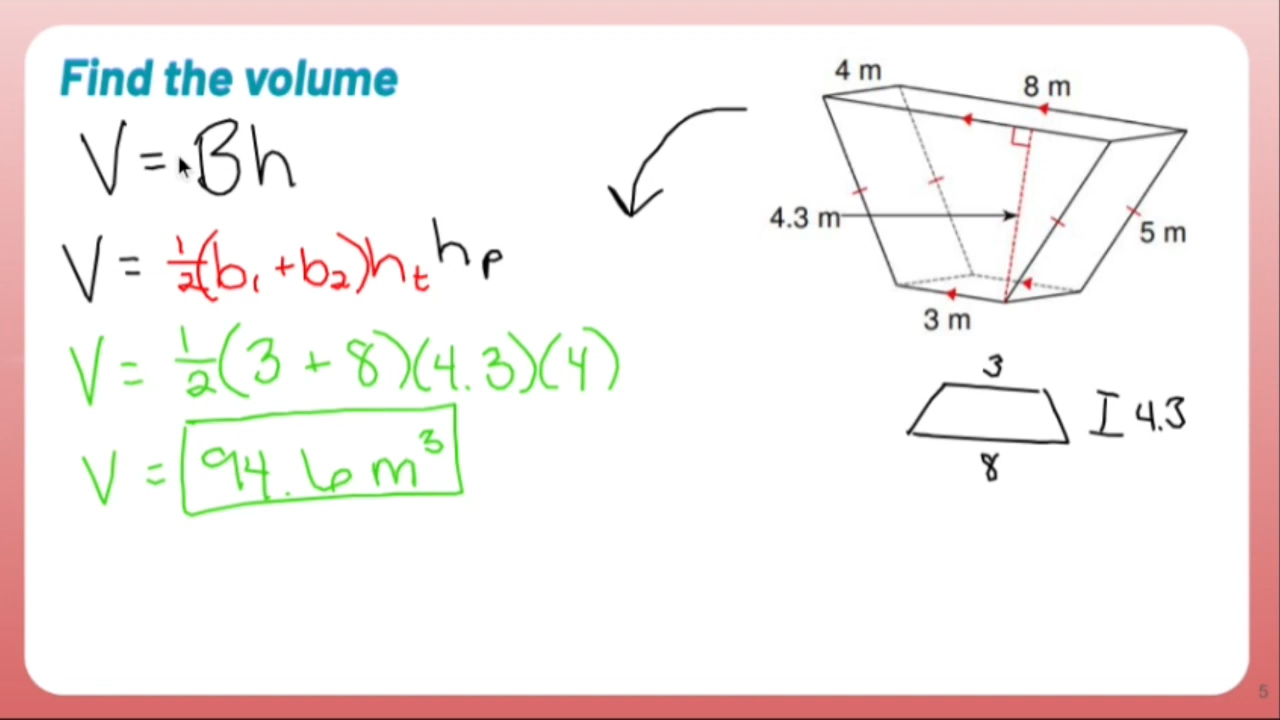 Find the volume
V = Bh
V = 1/2(b₁ + b₂)hₜ hₚ
V = 1/2(3 + 8)(4.3)(4)
V = 94.6 m³
4 m
8 m
4.3 m
5 m
3 m
3
4.3
8
5